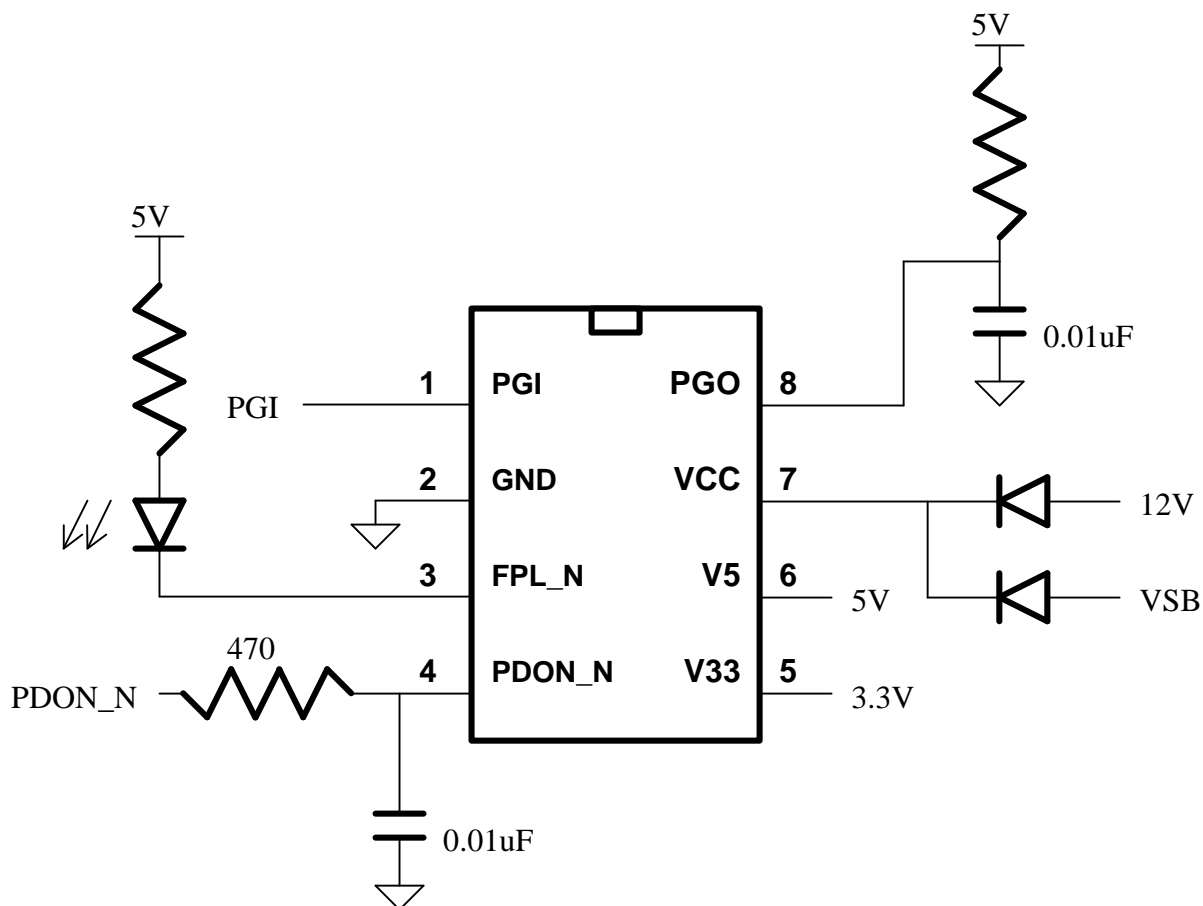 5V
5V
0.01uF
1 PGI PGO 8
PGI
2 GND VCC 7
12V
3 FPL_N V5 6
5V
VSB
470
4 PDON_N V33 5
PDON_N
3.3V
0.01uF